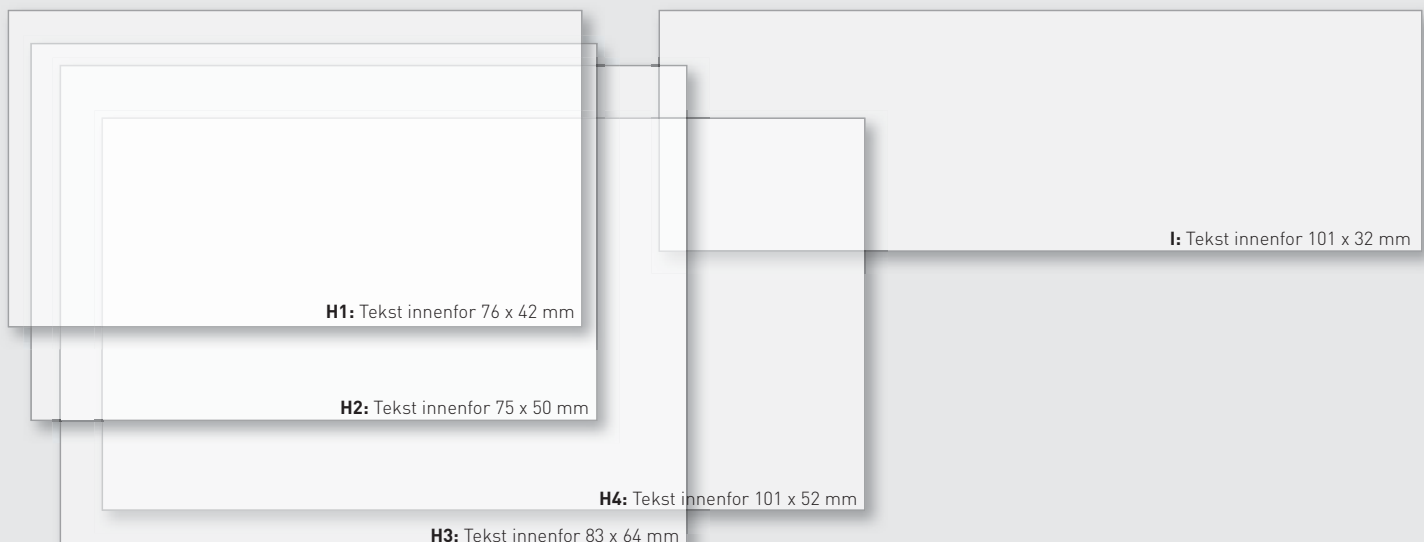 I: Tekst innenfor 101 x 32 mm
H1: Tekst innenfor 76 x 42 mm
H2: Tekst innenfor 75 x 50 mm
H4: Tekst innenfor 101 x 52 mm
H3: Tekst innenfor 83 x 64 mm